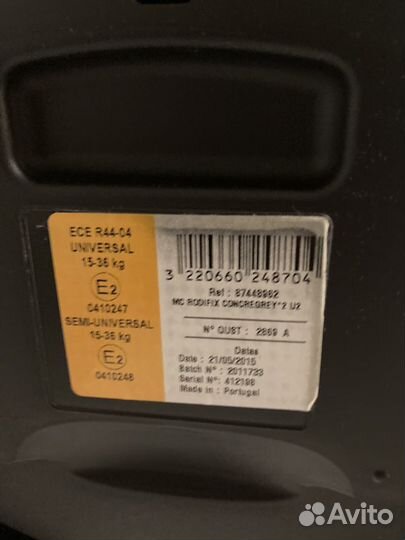 ECE R44-04
UNIVERSAL
15-36 kg
E2
0410247
SEMI-UNIVERSAL
15-36 kg
E2
0410248
3 220660 248704
Ref : 87448962
MC RODIFIX CONCREGREY*2 U2
N° OUST : 2869 A
Dates
Date : 21/05/2015
Batch N° : 2011733
Serial N°: 412198
Made in : Portugal
Avito